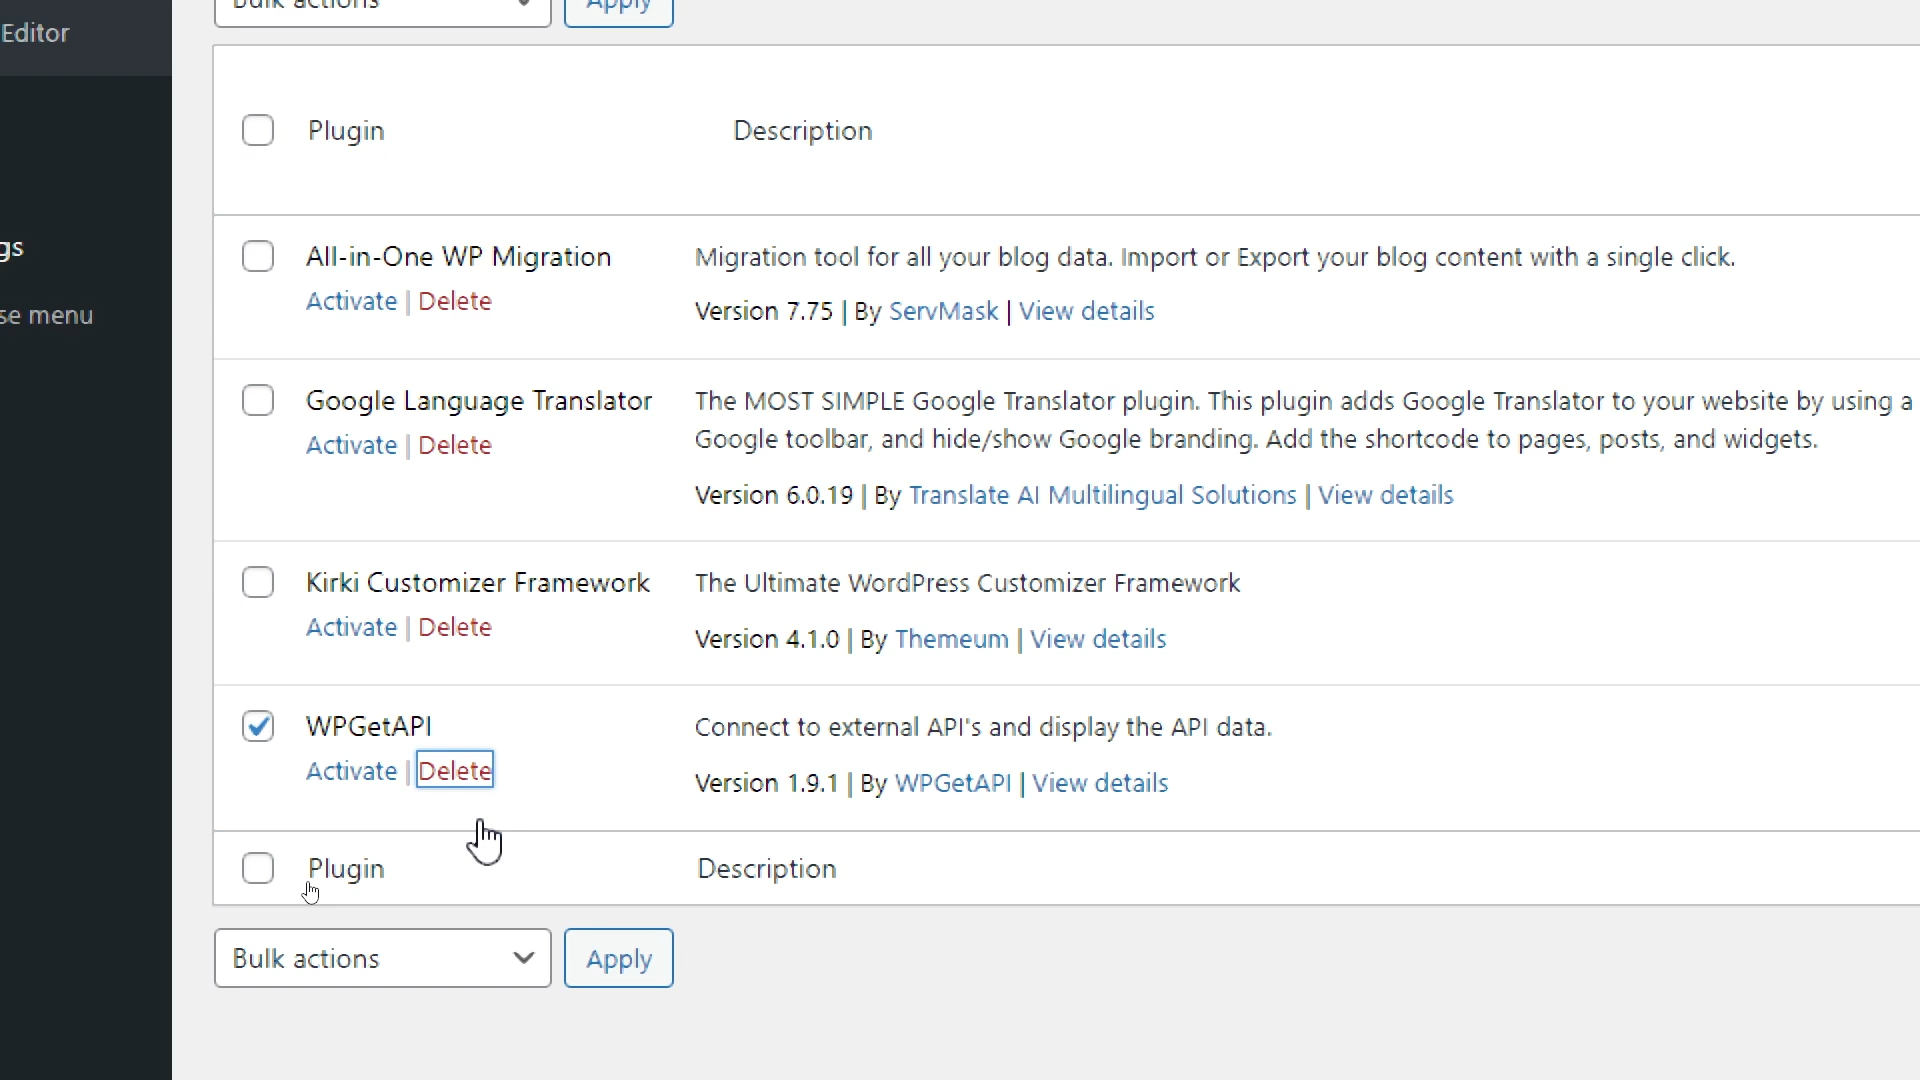 Editor
gs
se menu
Bulk actions
Apply
Plugin Description
All-in-One WP Migration
Activate | Delete
Migration tool for all your blog data. Import or Export your blog content with a single click.
Version 7.75 | By ServMask | View details
Google Language Translator
Activate | Delete
The MOST SIMPLE Google Translator plugin. This plugin adds Google Translator to your website by using a
Google toolbar, and hide/show Google branding. Add the shortcode to pages, posts, and widgets.
Version 6.0.19 | By Translate AI Multilingual Solutions | View details
Kirki Customizer Framework
Activate | Delete
The Ultimate WordPress Customizer Framework
Version 4.1.0 | By Themeum | View details
WPGetAPI
Activate | Delete
Connect to external API's and display the API data.
Version 1.9.1 | By WPGetAPI | View details
Plugin Description
Bulk actions
Apply